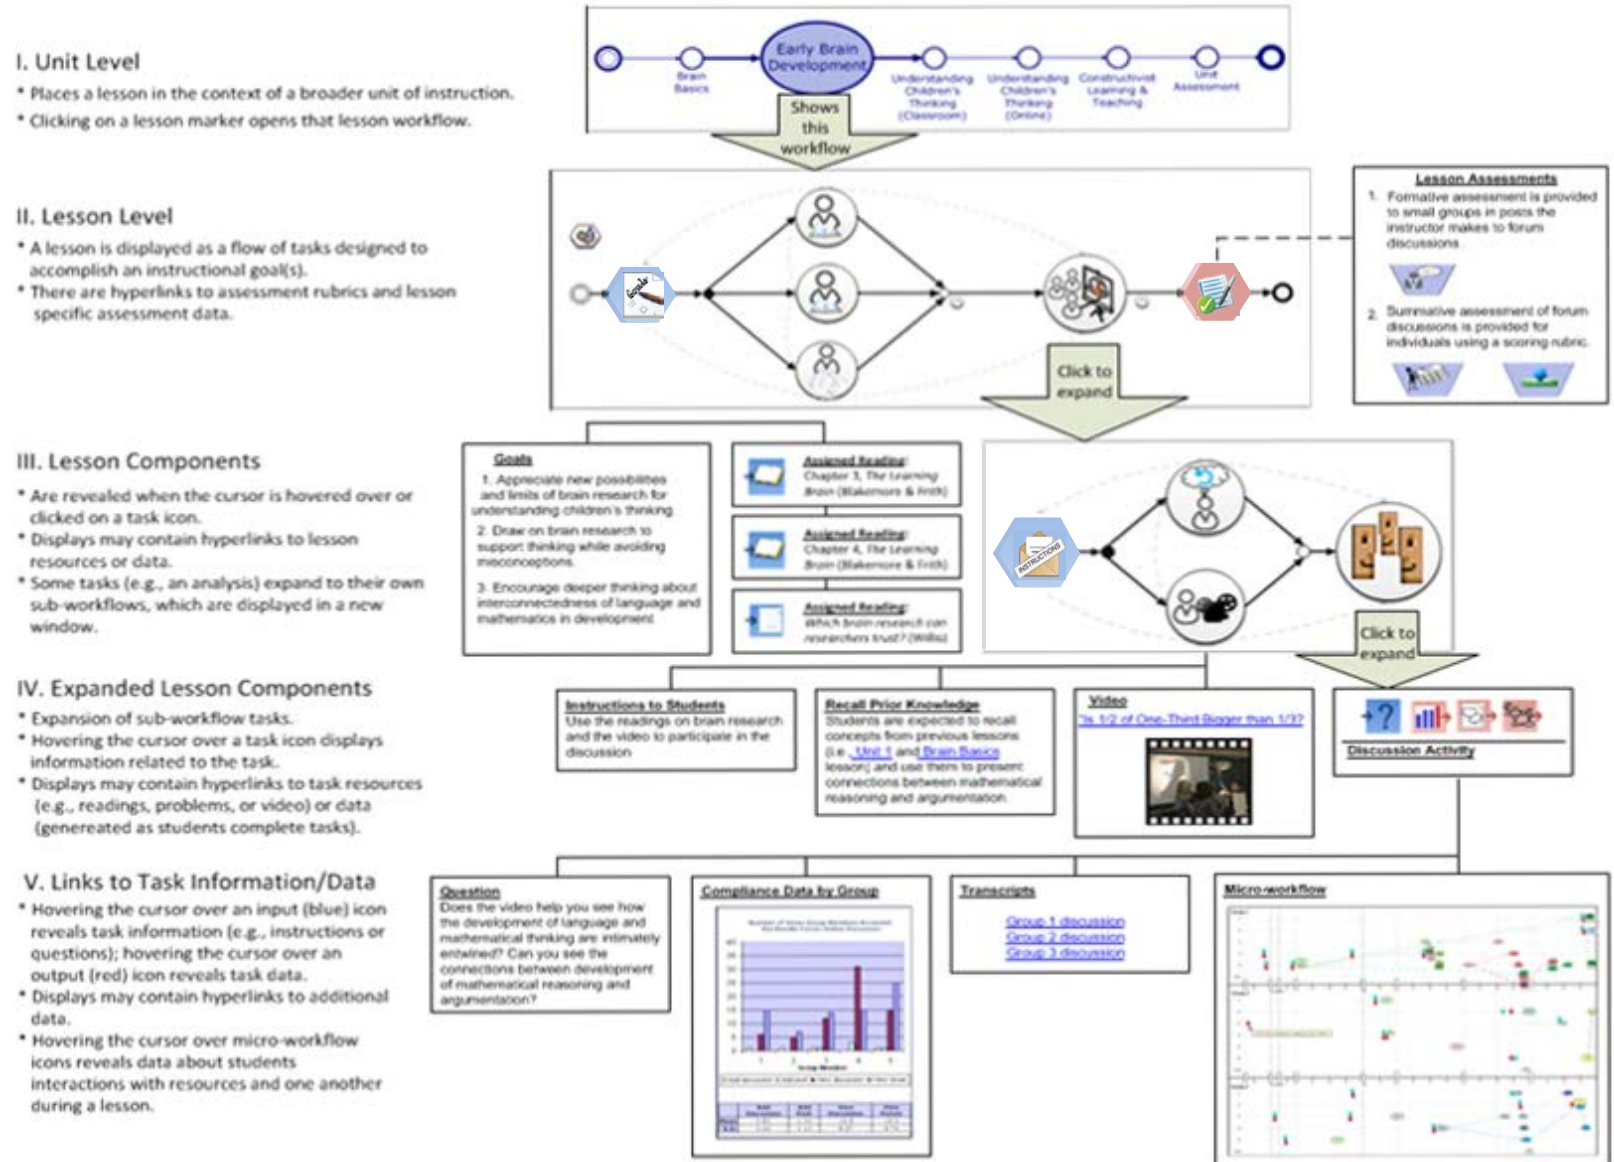 I. Unit Level
* Places a lesson in the context of a broader unit of instruction.
* Clicking on a lesson marker opens that lesson workflow.
Brain
Basics
Early Brain
Development
Understanding
Children's
Thinking
(Classroom)
Understanding
Children's
Thinking
(Online)
Constructivist
Learning &
Teaching
Unit
Assessment
Shows
this
workflow
II. Lesson Level
* A lesson is displayed as a flow of tasks designed to
accomplish an instructional goal(s).
* There are hyperlinks to assessment rubrics and lesson
specific assessment data.
Goals
Click to
expand
Lesson Assessments
1. Formative assessment is provided
to small groups in posts the
instructor makes to forum
discussions
2. Summative assessment of forum
discussions is provided for
individuals using a scoring rubric.
III. Lesson Components
* Are revealed when the cursor is hovered over or
clicked on a task icon.
* Displays may contain hyperlinks to lesson
resources or data.
* Some tasks (e.g., an analysis) expand to their own
sub-workflows, which are displayed in a new
window.
Goals
1. Appreciate new possibilities
and limits of brain research for
understanding children's thinking
2. Draw on brain research to
support thinking while avoiding
misconceptions.
3. Encourage deeper thinking about
interconnectedness of language and
mathematics in development
Assigned Reading:
Chapter 3, The Learning
Brain (Blakemore & Frith)
Assigned Reading:
Chapter 4, The Learning
Brain (Blakemore & Frith)
Assigned Reading:
Which brain research can
researchers trust? (Willis)
INSTRUCTIONS
Click to
expand
IV. Expanded Lesson Components
* Expansion of sub-workflow tasks.
* Hovering the cursor over a task icon displays
information related to the task.
* Displays may contain hyperlinks to task resources
(e.g., readings, problems, or video) or data
(genereated as students complete tasks).
Instructions to Students
Use the readings on brain research
and the video to participate in the
discussion
Recall Prior Knowledge
Students are expected to recall
concepts from previous lessons
(i.e., Unit 1 and Brain Basics
lesson) and use them to present
connections between mathematical
reasoning and argumentation.
Video
"Is 1/2 of One-Third Bigger than 1/3?
?
Discussion Activity
V. Links to Task Information/Data
* Hovering the cursor over an input (blue) icon
reveals task information (e.g., instructions or
questions); hovering the cursor over an
output (red) icon reveals task data.
* Displays may contain hyperlinks to additional
data.
* Hovering the cursor over micro-workflow
icons reveals data about students
interactions with resources and one another
during a lesson.
Question
Does the video help you see how
the development of language and
mathematical thinking are intimately
entwined? Can you see the
connections between development
of mathematical reasoning and
argumentation?
Compliance Data by Group
Transcripts
Group 1 discussion
Group 2 discussion
Group 3 discussion
Micro-workflow